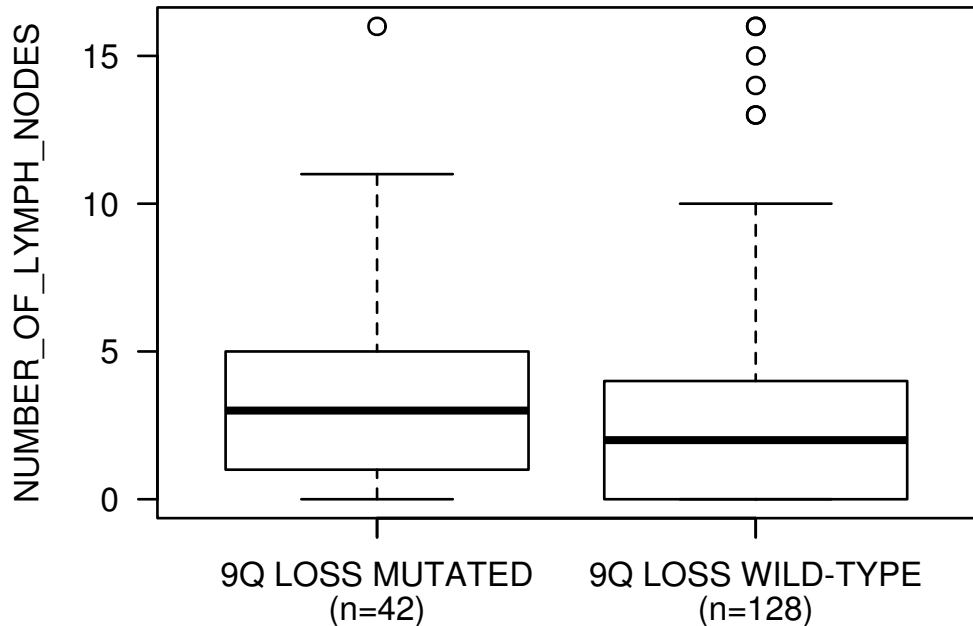 NUMBER_OF_LYMPH_NODES
15
10
5
0
9Q LOSS MUTATED
(n=42)
9Q LOSS WILD-TYPE
(n=128)